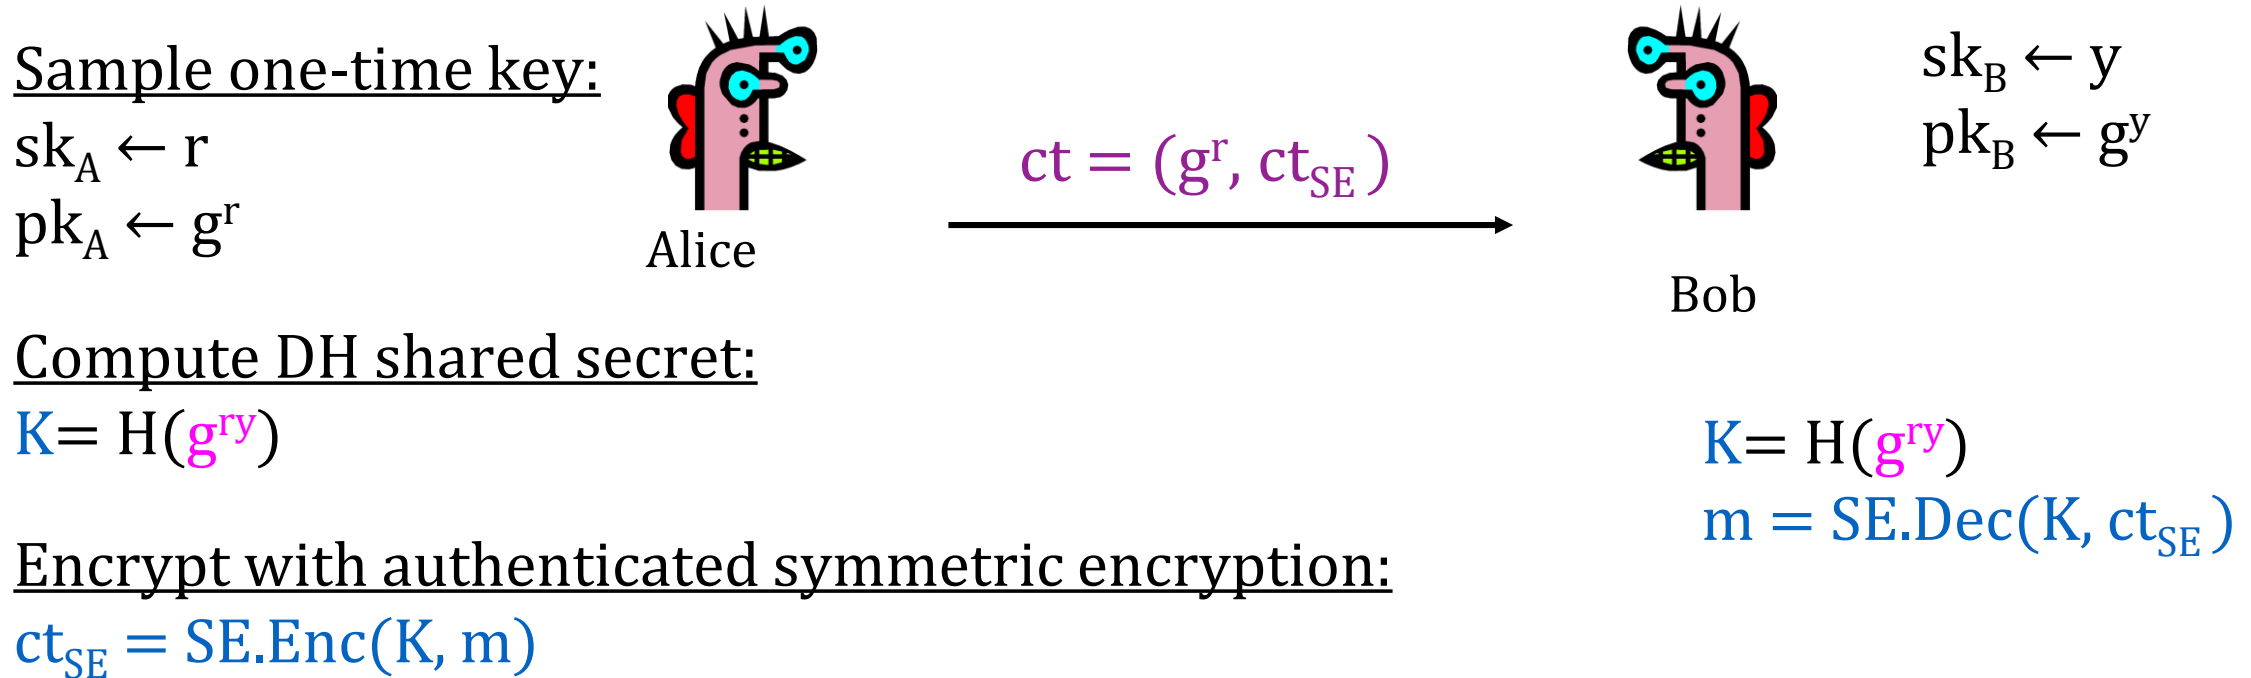 Sample one-time key:
sk_A ← r
pk_A ← g^r
Alice
ct = (g^r, ct_SE )
Bob
sk_B ← y
pk_B ← g^y
Compute DH shared secret:
K= H(g^ry)
Encrypt with authenticated symmetric encryption:
ct_SE = SE.Enc(K, m)
K= H(g^ry)
m = SE.Dec(K, ct_SE )